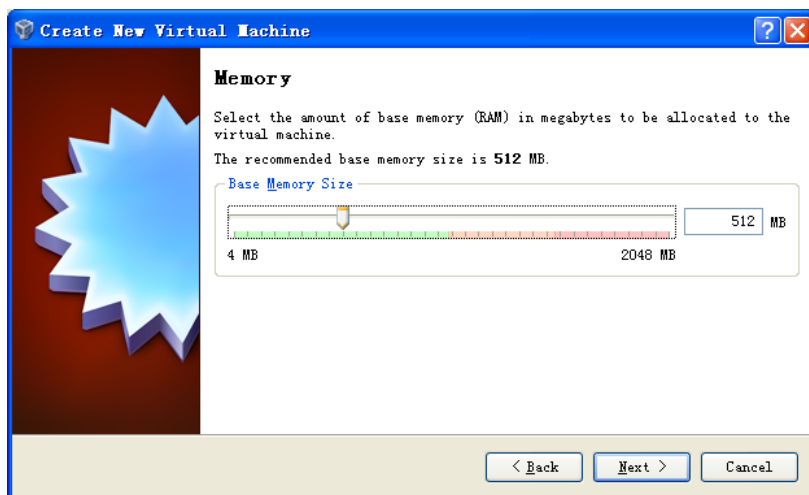 Create New Virtual Machine
Memory
Select the amount of base memory (RAM) in megabytes to be allocated to the
virtual machine.
The recommended base memory size is 512 MB.
Base Memory Size
512 MB
4 MB 2048 MB
< Back Next > Cancel